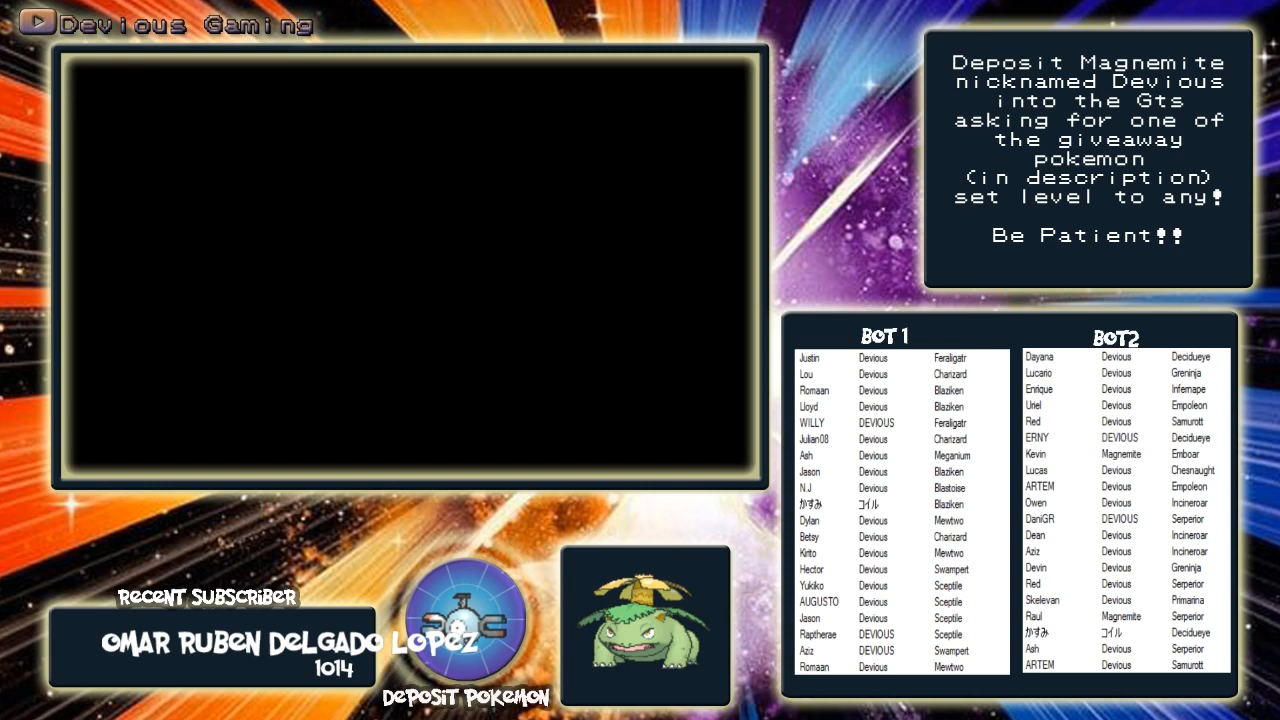 Devious Gaming
Deposit Magnemite
nicknamed Devious
into the Gts
asking for one of
the giveaway
pokemon
(in description)
set level to any!
Be Patient!!
BOT 1
Justin Devious Feraligatr
Lou Devious Charizard
Romaan Devious Blaziken
Lloyd Devious Blaziken
WILLY DEVIOUS Feraligatr
Julian08 Devious Charizard
Ash Devious Meganium
Jason Devious Blaziken
N.J Devious Blastoise
かすみ コイル Blaziken
Dylan Devious Mewtwo
Betsy Devious Charizard
Kirito Devious Mewtwo
Hector Devious Swampert
Yukiko Devious Sceptile
AUGUSTO Devious Sceptile
Jason Devious Sceptile
Raptherae DEVIOUS Sceptile
Aziz DEVIOUS Swampert
Romaan Devious Mewtwo
BOT2
Dayana Devious Decidueye
Lucario Devious Greninja
Enrique Devious Infernape
Uriel Devious Empoleon
Red Devious Samurott
ERNY DEVIOUS Decidueye
Kevin Magnemite Emboar
Lucas Devious Chesnaught
ARTEM Devious Empoleon
Owen Devious Incineroar
DaniGR DEVIOUS Serperior
Dean Devious Incineroar
Aziz Devious Incineroar
Devin Devious Greninja
Red Devious Serperior
Skelevan Devious Primarina
Raul Magnemite Serperior
かすみ コイル Decidueye
Ash Devious Serperior
ARTEM Devious Samurott
Recent Subscriber
Omar Ruben Delgado Lopez
1014
Deposit Pokemon